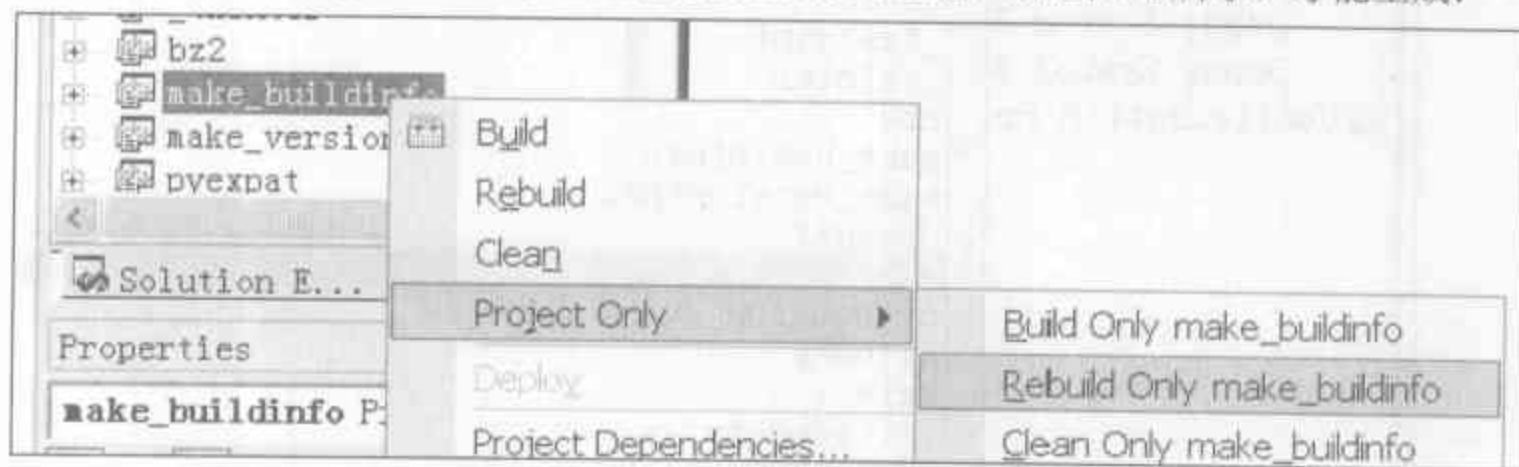 bz2
make_buildinfo
make_version
pyexpat
Solution E...
Properties
make_buildinfo
Build
Rebuild
Clean
Project Only
Deploy
Project Dependencies...
Build Only make_buildinfo
Rebuild Only make_buildinfo
Clean Only make_buildinfo